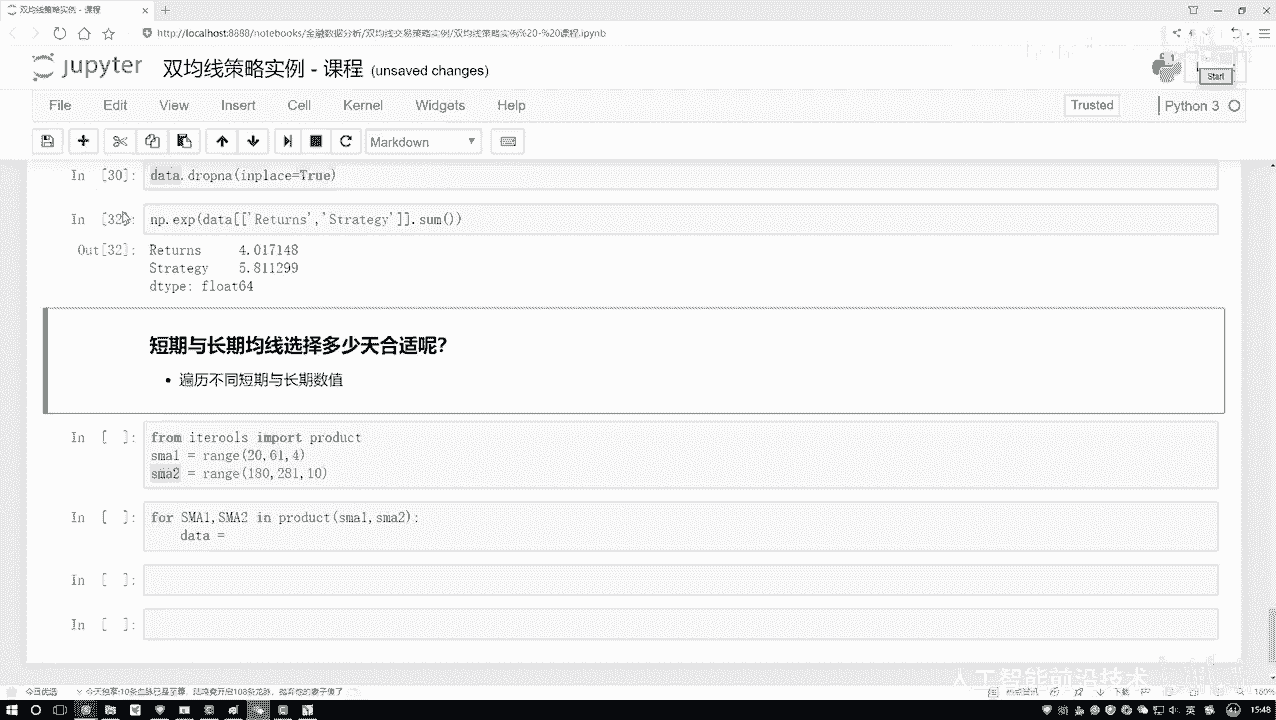 双均线策略实例 - 课程
http://localhost:8888/notebooks/金融数据分析/双均线交易策略实例/双均线策略实例%20-%20课程.ipynb
jupyter 双均线策略实例 - 课程 (unsaved changes)
Start
File Edit View Insert Cell Kernel Widgets Help
Trusted Python 3
Markdown
In [30]: data.dropna(inplace=True)
In [32]: np.exp(data[['Returns','Strategy']].sum())
Out[32]: Returns 4.017148
Strategy 5.811299
dtype: float64
短期与长期均线选择多少天合适呢?
• 遍历不同短期与长期数值
In [ ]: from iterools import product
sma1 = range(20,61,4)
sma2 = range(180,281,10)
In [ ]: for SMA1,SMA2 in product(sma1,sma2):
data =
In [ ]:
In [ ]:
人工智能前沿技术
今日优选
100%
英
15:48